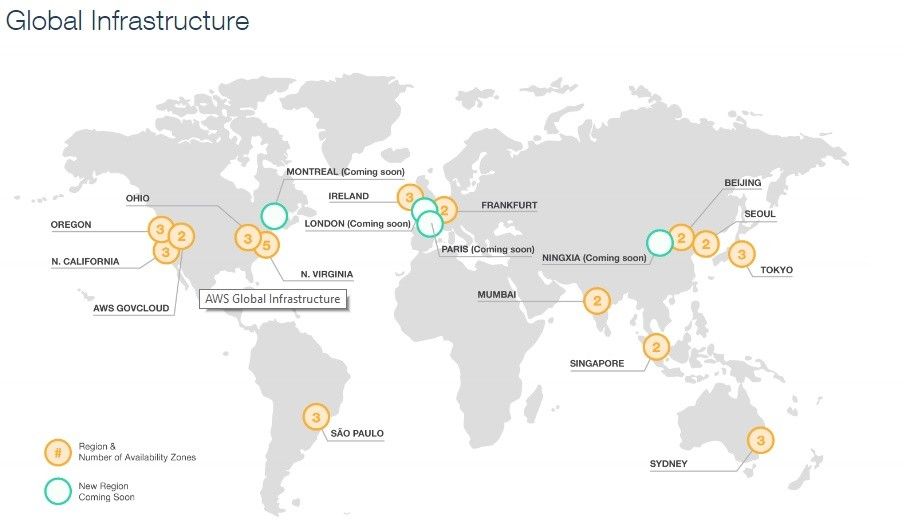 Global Infrastructure
MONTREAL (Coming soon)
OHIO
IRELAND
BEIJING
FRANKFURT
SEOUL
OREGON
3
3
2
LONDON (Coming soon)
3
2
3
5
2
2
3
PARIS (Coming soon)
N. CALIFORNIA
3
NINGXIA (Coming soon)
TOKYO
N. VIRGINIA
AWS Global Infrastructure
AWS GOVCLOUD
MUMBAI
2
2
SINGAPORE
3
SÃO PAULO
3
SYDNEY
#
Region &
Number of Availability Zones
New Region
Coming Soon